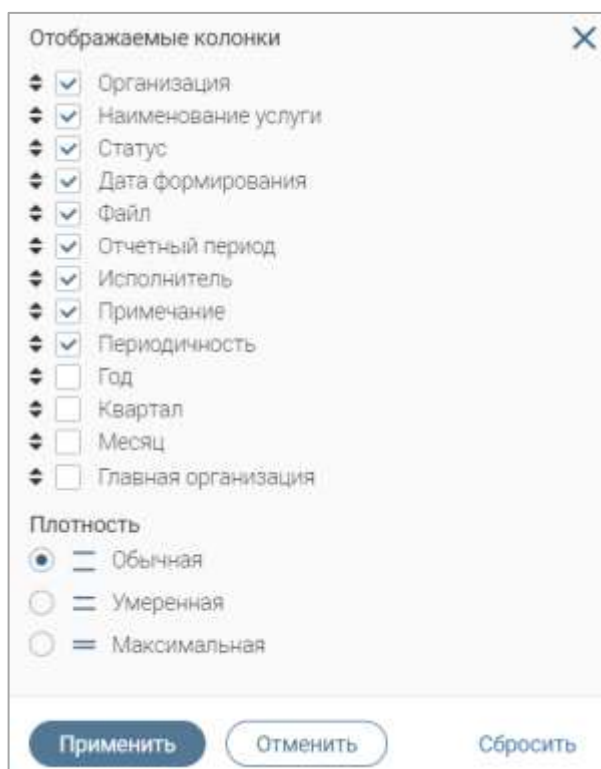 Отображаемые колонки
Организация
Наименование услуги
Статус
Дата формирования
Файл
Отчетный период
Исполнитель
Примечание
Периодичность
Год
Квартал
Месяц
Главная организация
Плотность
Обычная
Умеренная
Максимальная
Применить Отменить Сбросить